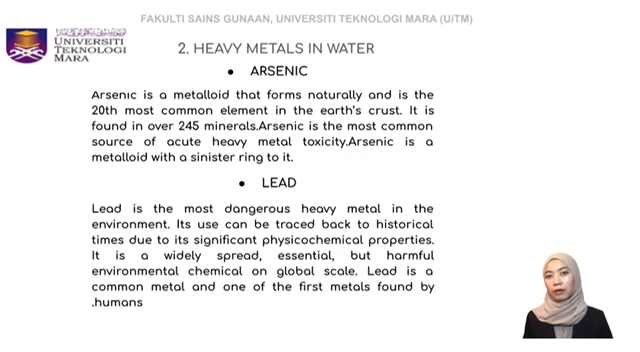 FAKULTI SAINS GUNAAN, UNIVERSITI TEKNOLOGI MARA (UiTM)
UNIVERSITI
TEKNOLOGI
MARA
2. HEAVY METALS IN WATER
• ARSENIC
Arsenic is a metalloid that forms naturally and is the
20th most common element in the earth's crust. It is
found in over 245 minerals.Arsenic is the most common
source of acute heavy metal toxicity.Arsenic is a
metalloid with a sinister ring to it.
• LEAD
Lead is the most dangerous heavy metal in the
environment. Its use can be traced back to historical
times due to its significant physicochemical properties.
It is a widely spread, essential, but harmful
environmental chemical on global scale. Lead is a
common metal and one of the first metals found by
.humans